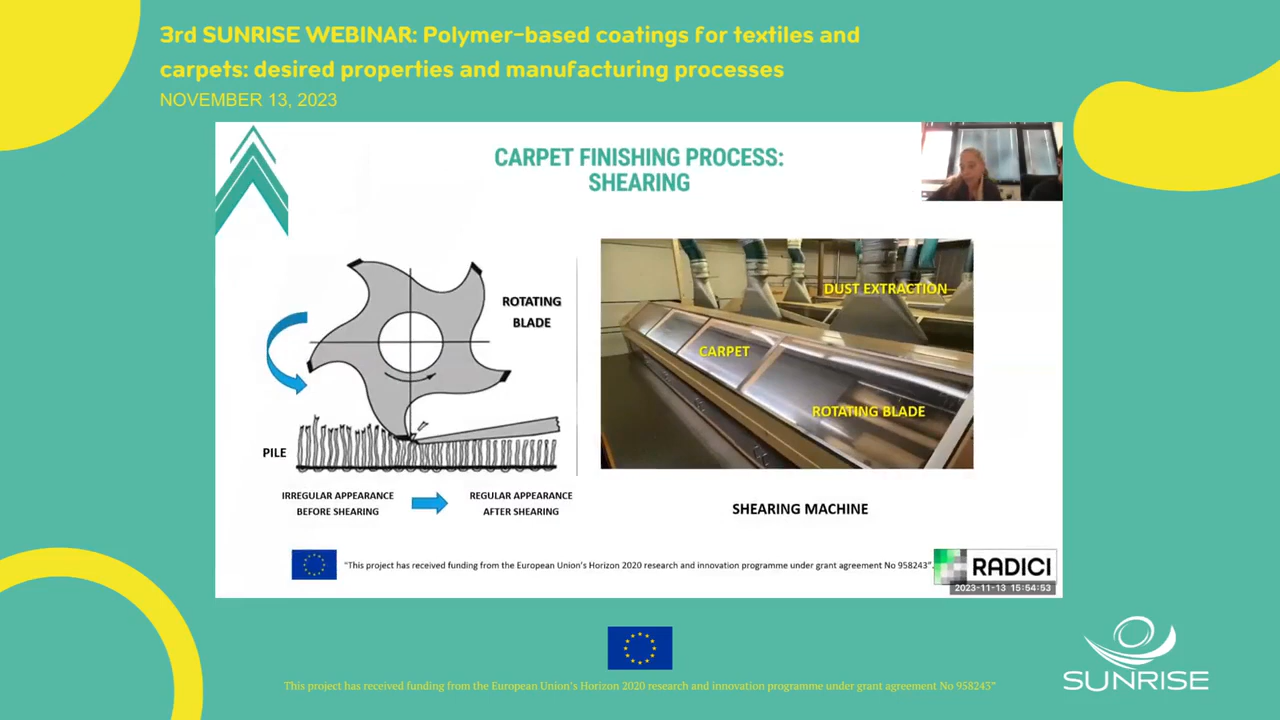 3rd SUNRISE WEBINAR: Polymer-based coatings for textiles and
carpets: desired properties and manufacturing processes
NOVEMBER 13, 2023
CARPET FINISHING PROCESS:
SHEARING
ROTATING
BLADE
PILE
IRREGULAR APPEARANCE
BEFORE SHEARING
REGULAR APPEARANCE
AFTER SHEARING
DUST EXTRACTION
CARPET
ROTATING BLADE
SHEARING MACHINE
"This project has received funding from the European Union's Horizon 2020 research and innovation programme under grant agreement No 958243".
RADICI
2023-11-13 15:54:53
This project has received funding from the European Union's Horizon 2020 research and innovation programme under grant agreement No 958243"
SUNRISE